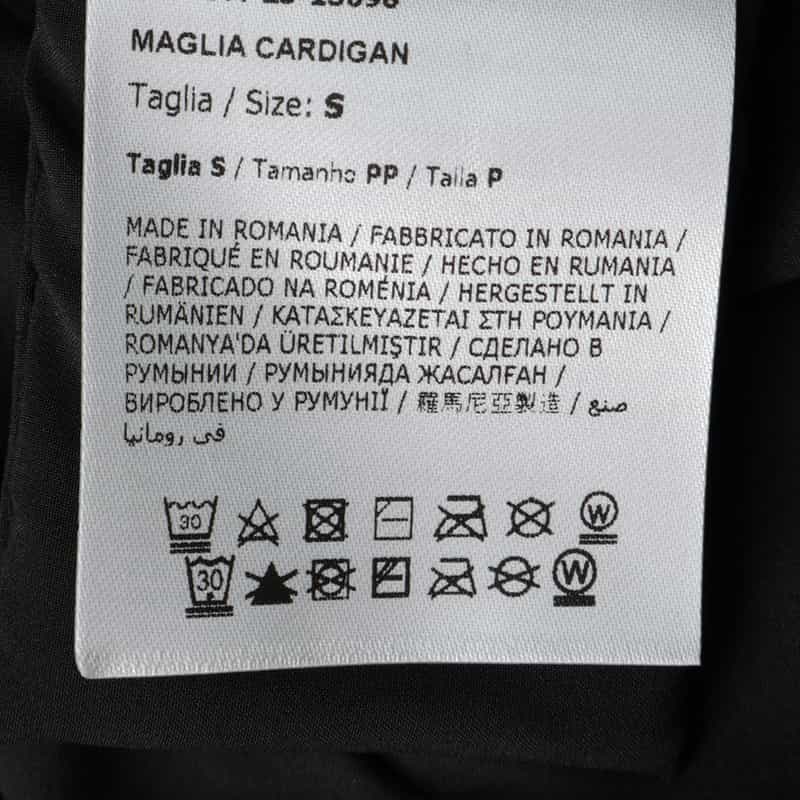 MAGLIA CARDIGAN
Taglia / Size: S
Taglia S / Tamanho PP / Talla P
MADE IN ROMANIA / FABBRICATO IN ROMANIA /
FABRIQUÉ EN ROUMANIE / HECHO EN RUMANIA
/ FABRICADO NA ROMÉNIA / HERGESTELLT IN
RUMÄNIEN / ΚΑΤΑΣΚΕΥΑΖΕΤΑΙ ΣΤΗ ΡΟΥΜΑΝΙΑ /
ROMANYA'DA ÜRETILMIŞTIR / СДЕЛАНО В
РУМЫНИИ / РУМЫНИЯДА ЖАСАЛҒАН /
ВИРОБЛЕНО У РУМУНІЇ / 羅馬尼亞製造 / صنع
في رومانيا
30 W
30 W